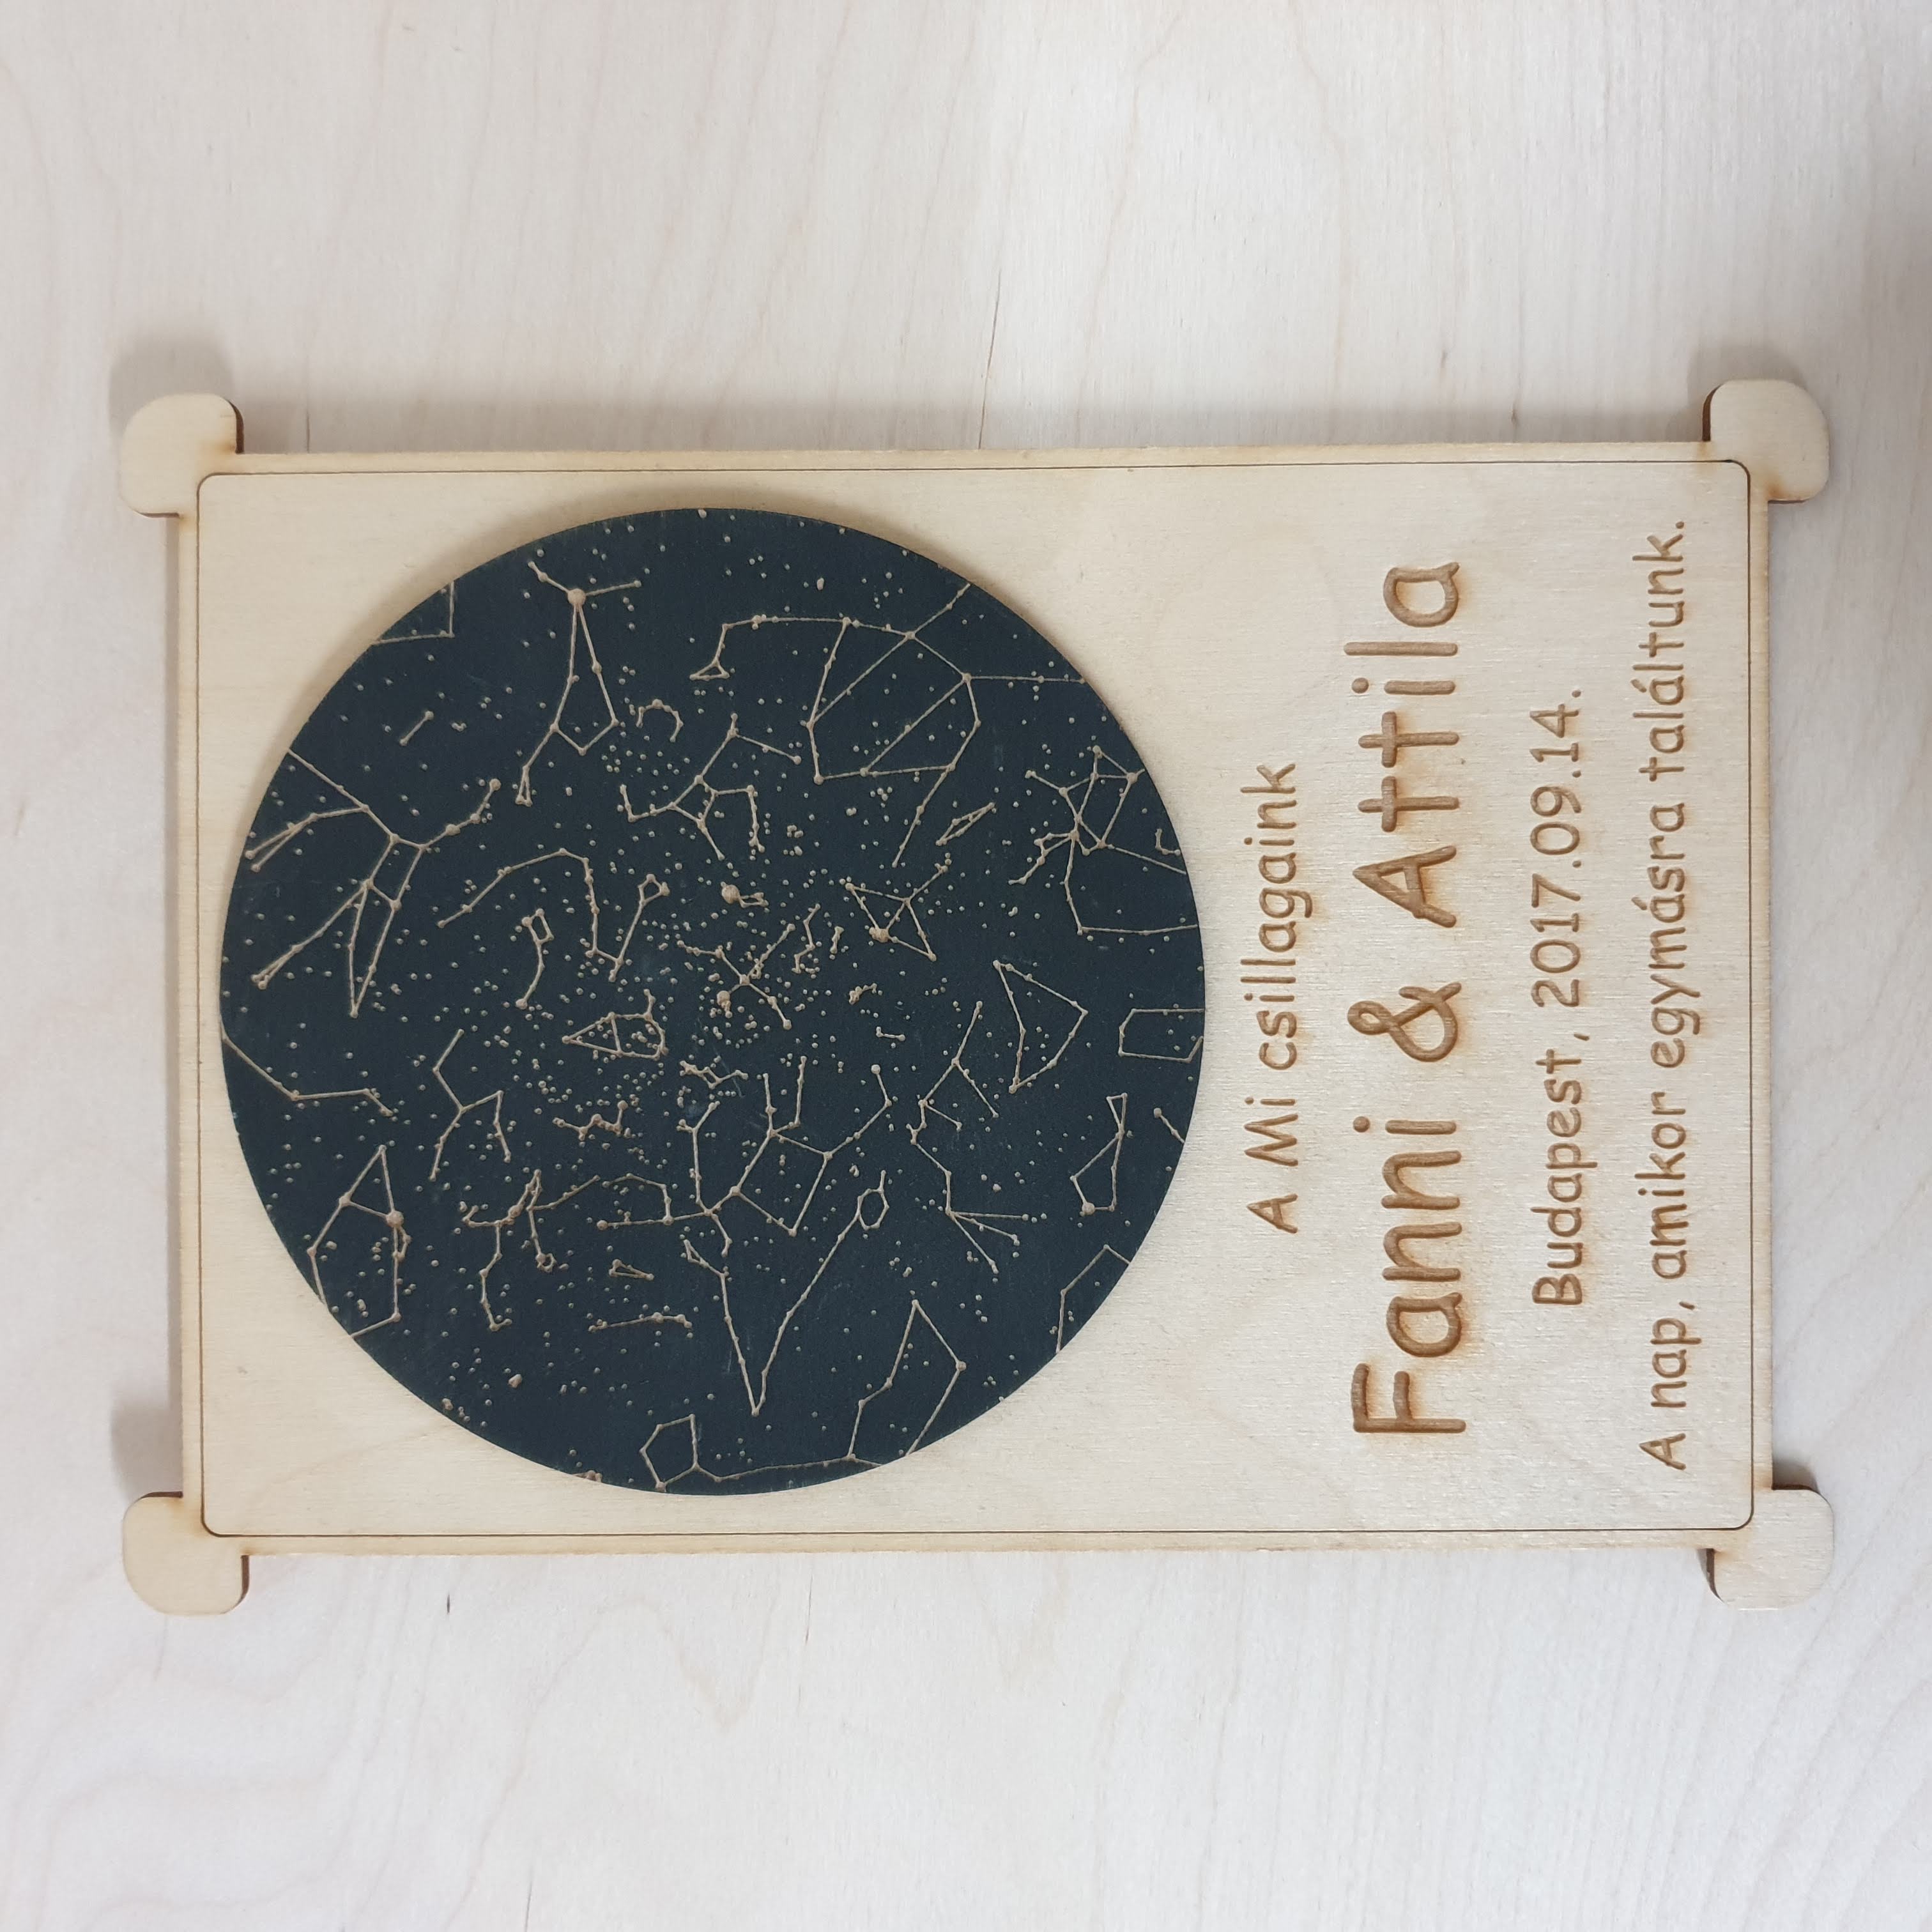 A Mi csillagaink
Fanni & Attila
Budapest, 2017.09.14.
A nap, amikor egymásra találtunk.